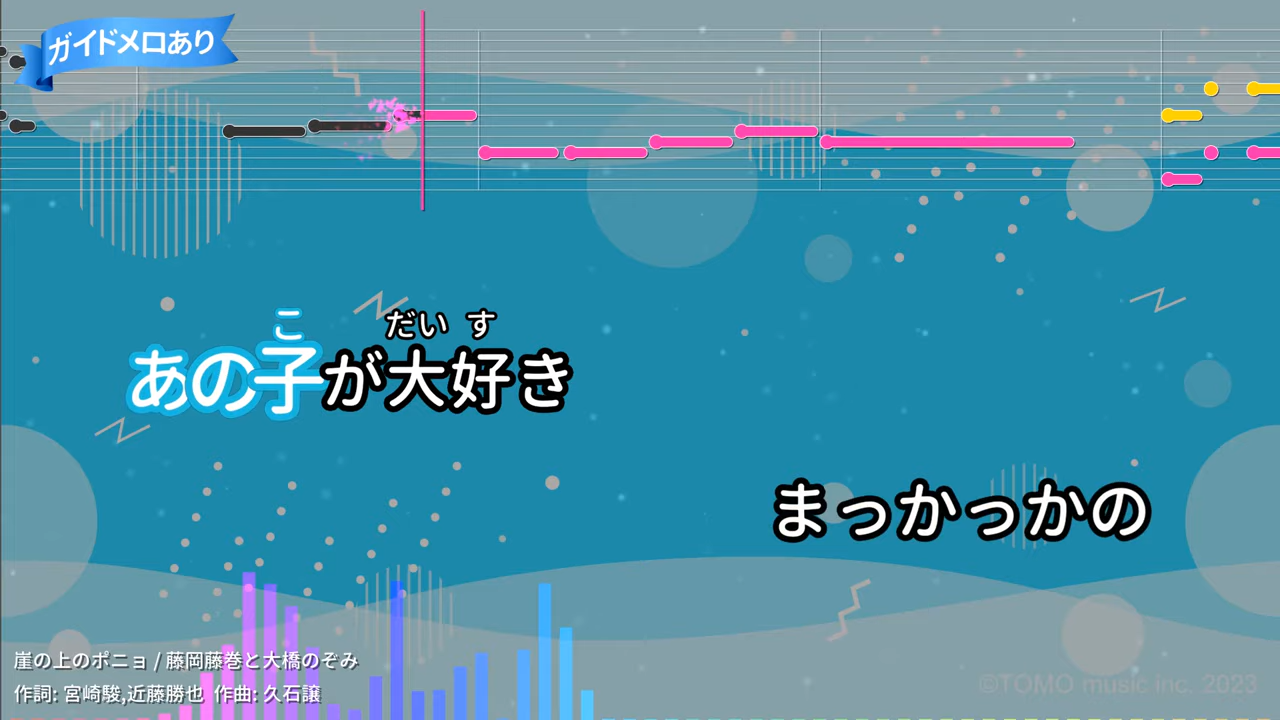 ガイドメロあり
こ
だい す
あの子が大好き
まっかっかの
崖の上のポニョ / 藤岡藤巻と大橋のぞみ
作詞: 宮崎駿,近藤勝也 作曲: 久石譲
©TOMO music inc. 2023